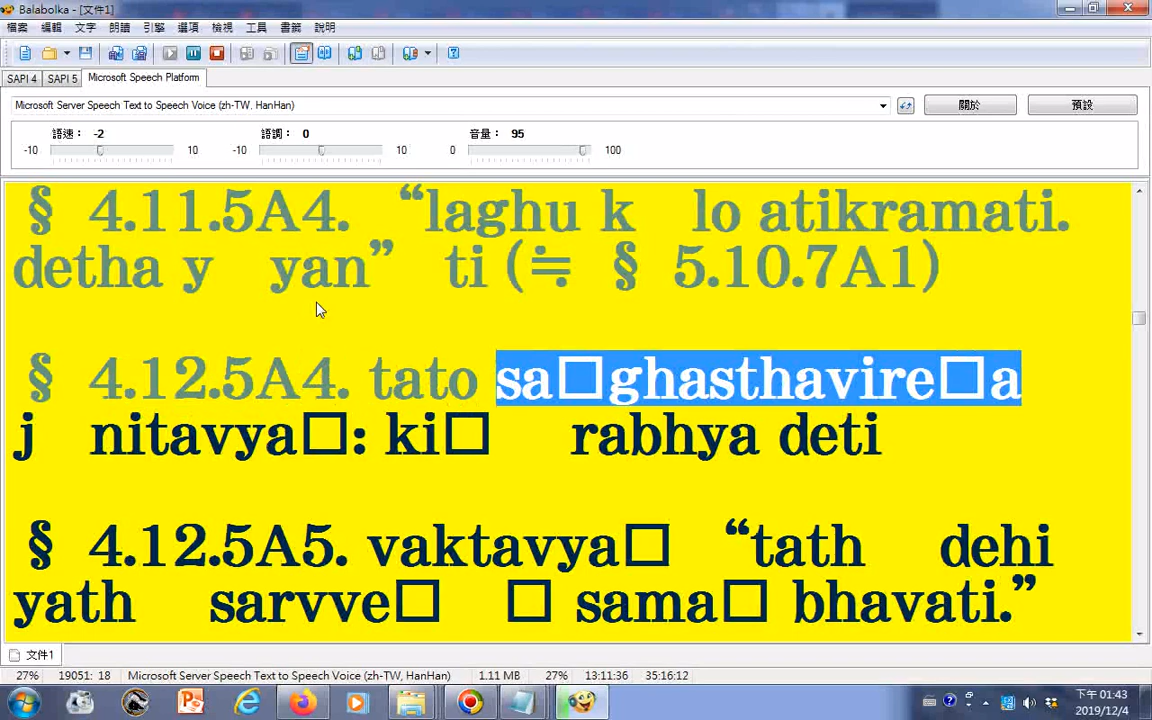 Balabolka - [文件1]
檔案 編輯 文字 朗讀 引擎 選項 檢視 工具 書籤 說明
SAPI 4 SAPI 5 Microsoft Speech Platform
Microsoft Server Speech Text to Speech Voice (zh-TW, HanHan) 關於 預設
語速： -2 語調： 0 音量： 95
-10 10 -10 10 0 100
§ 4.11.5A4. “laghu k lo atikramati.
detha y yan” ti (≒ § 5.10.7A1)
§ 4.12.5A4. tato sa□ghasthavire□a
j nitavya□: ki□ rabhya deti
§ 4.12.5A5. vaktavya□ “tath dehi
yath sarvve□ □ sama□ bhavati.”
文件1
27% 19051: 18 Microsoft Server Speech Text to Speech Voice (zh-TW, HanHan) 1.11 MB 27% 13:11:36 35:16:12
下午 01:43
2019/12/4